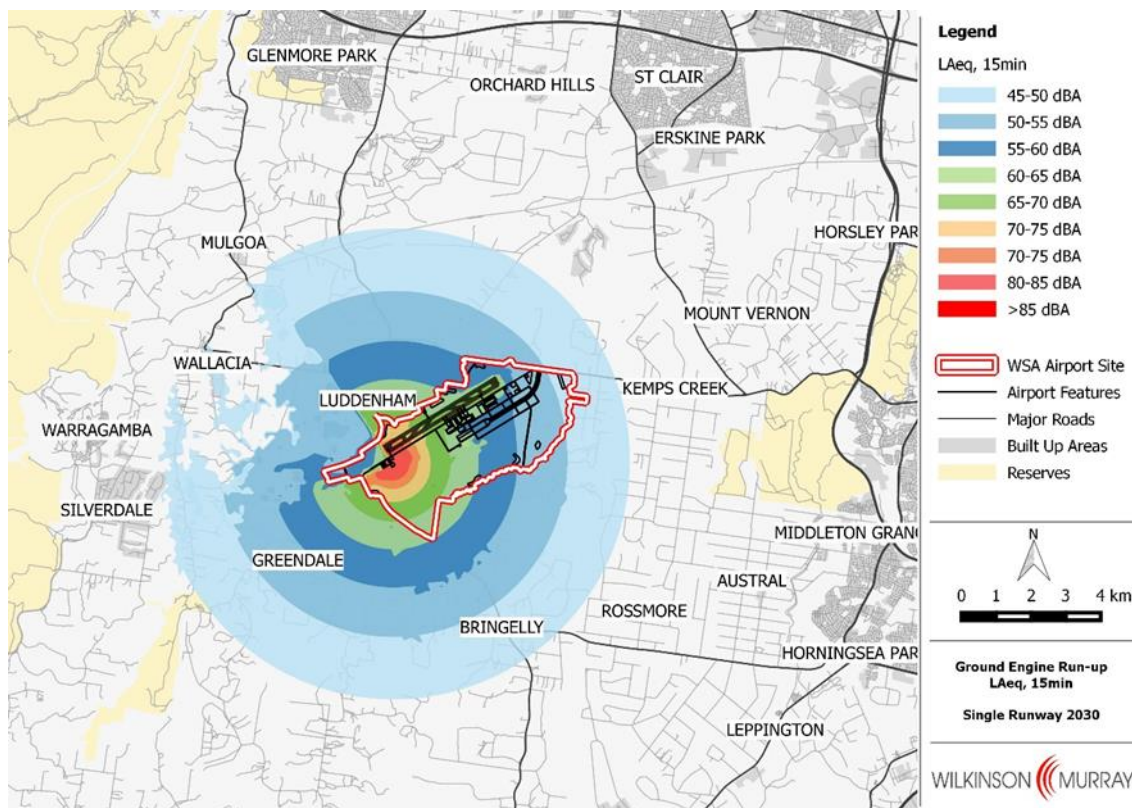 GLENMORE PARK
ORCHARD HILLS
ST CLAIR
ERSKINE PARK
MULGOA
HORSLEY PAR
MOUNT VERNON
WALLACIA
KEMPS CREEK
LUDDENHAM
WARRAGAMBA
SILVERDALE
MIDDLETON GRANG
GREENDALE
AUSTRAL
ROSSMORE
BRINGELLY
HORNINGSEA PAR
LEPPINGTON
Legend
LAeq, 15min
45-50 dBA
50-55 dBA
55-60 dBA
60-65 dBA
65-70 dBA
70-75 dBA
70-75 dBA
80-85 dBA
>85 dBA
WSA Airport Site
Airport Features
Major Roads
Built Up Areas
Reserves
N
0 1 2 3 4 km
Ground Engine Run-up
LAeq, 15min
Single Runway 2030
WILKINSON MURRAY